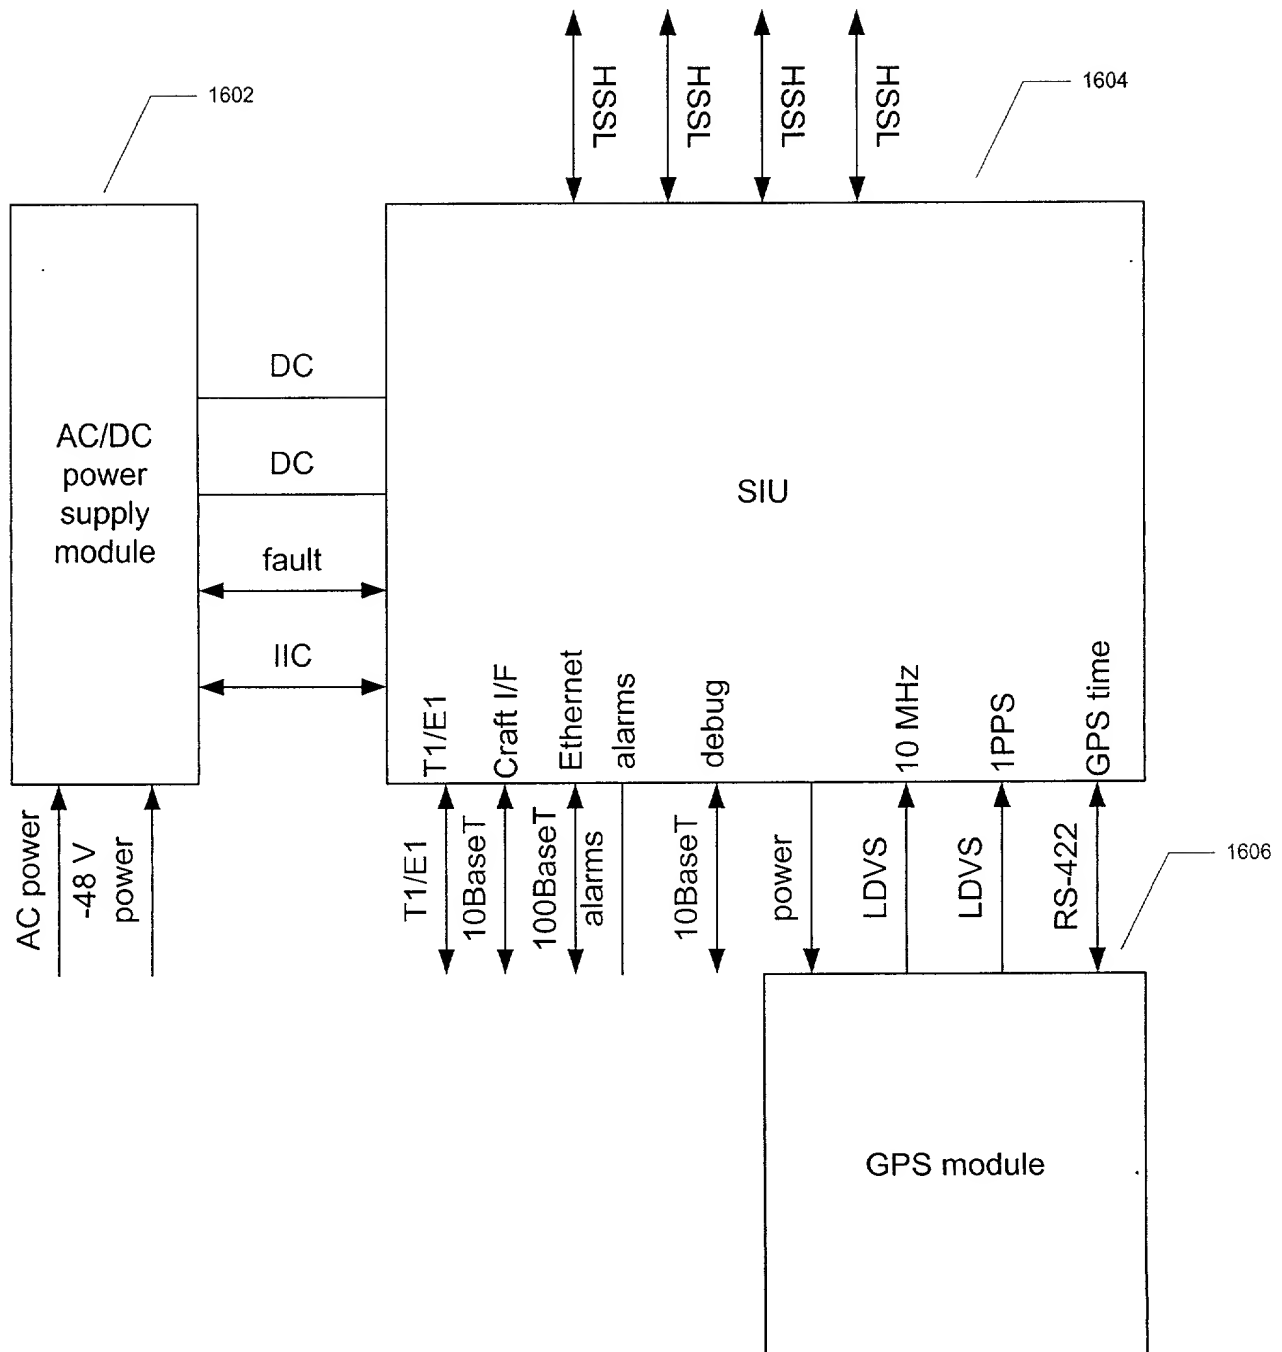 HSSL
HSSL
HSSL
HSSL
1602
1604
AC/DC
power
supply
module
DC
DC
fault
IIC
SIU
T1/E1
Craft I/F
Ethernet
alarms
debug
10 MHz
1PPS
GPS time
AC power
-48 V
power
T1/E1
10BaseT
100BaseT
alarms
10BaseT
power
LDVS
LDVS
RS-422
1606
GPS module